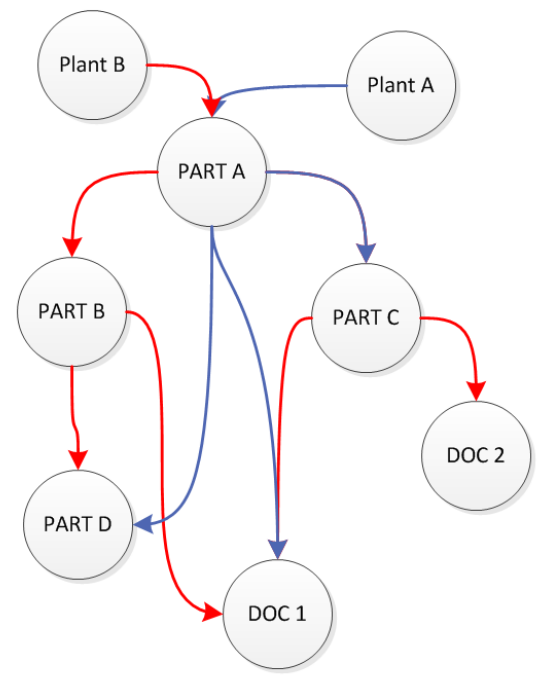 Plant B
Plant A
PART A
PART B
PART C
DOC 2
PART D
DOC 1